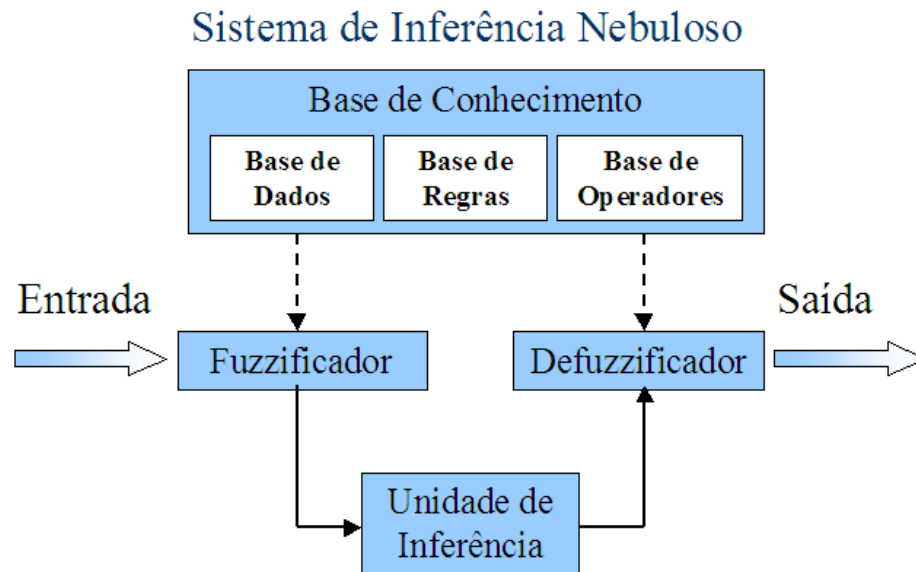 Sistema de Inferência Nebuloso
Base de Conhecimento
Base de
Dados
Base de
Regras
Base de
Operadores
Entrada
Saída
Fuzzificador
Defuzzificador
Unidade de
Inferência